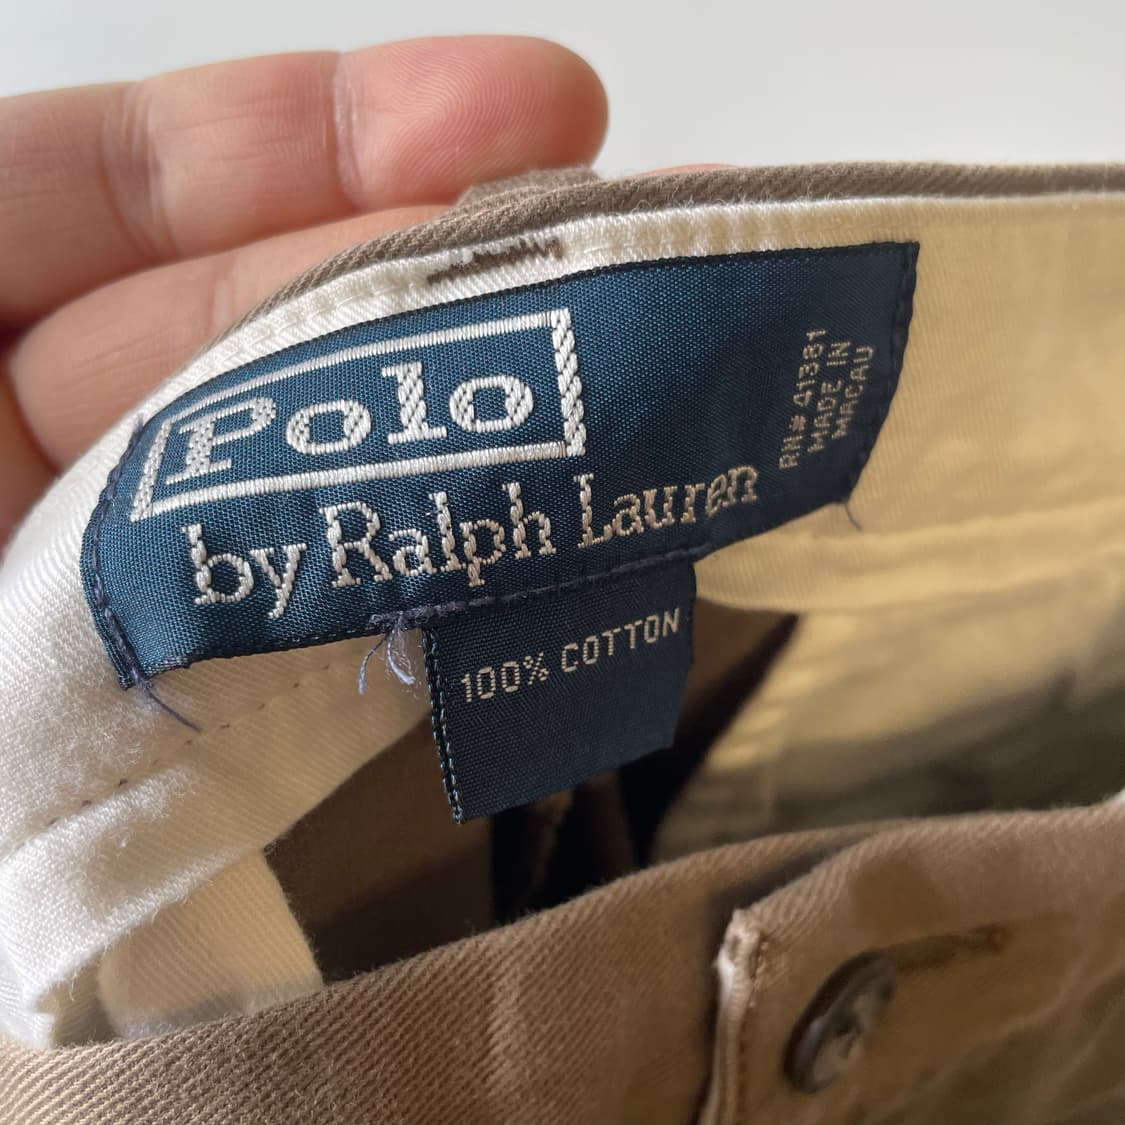 Polo
by Ralph Lauren
RN# 41381
MADE IN
MACAU
100% COTTON